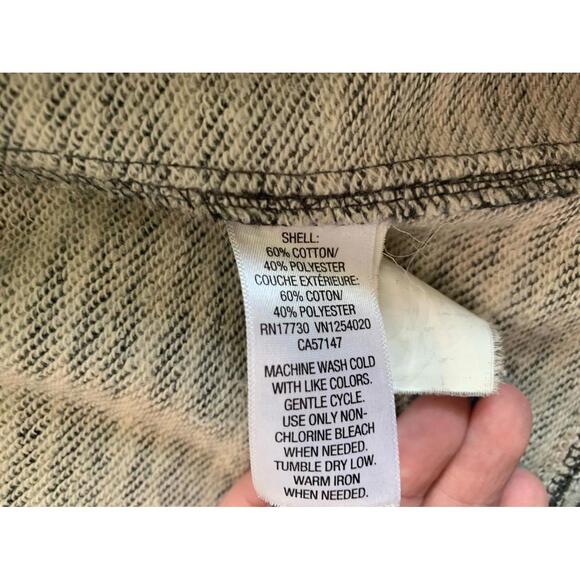 SHELL:
60% COTTON/
40% POLYESTER
COUCHE EXTÉRIEURE:
60% COTON/
40% POLYESTER
RN17730 VN1254020
CA57147
MACHINE WASH COLD
WITH LIKE COLORS.
GENTLE CYCLE.
USE ONLY NON-
CHLORINE BLEACH
WHEN NEEDED.
TUMBLE DRY LOW.
WARM IRON
WHEN NEEDED.